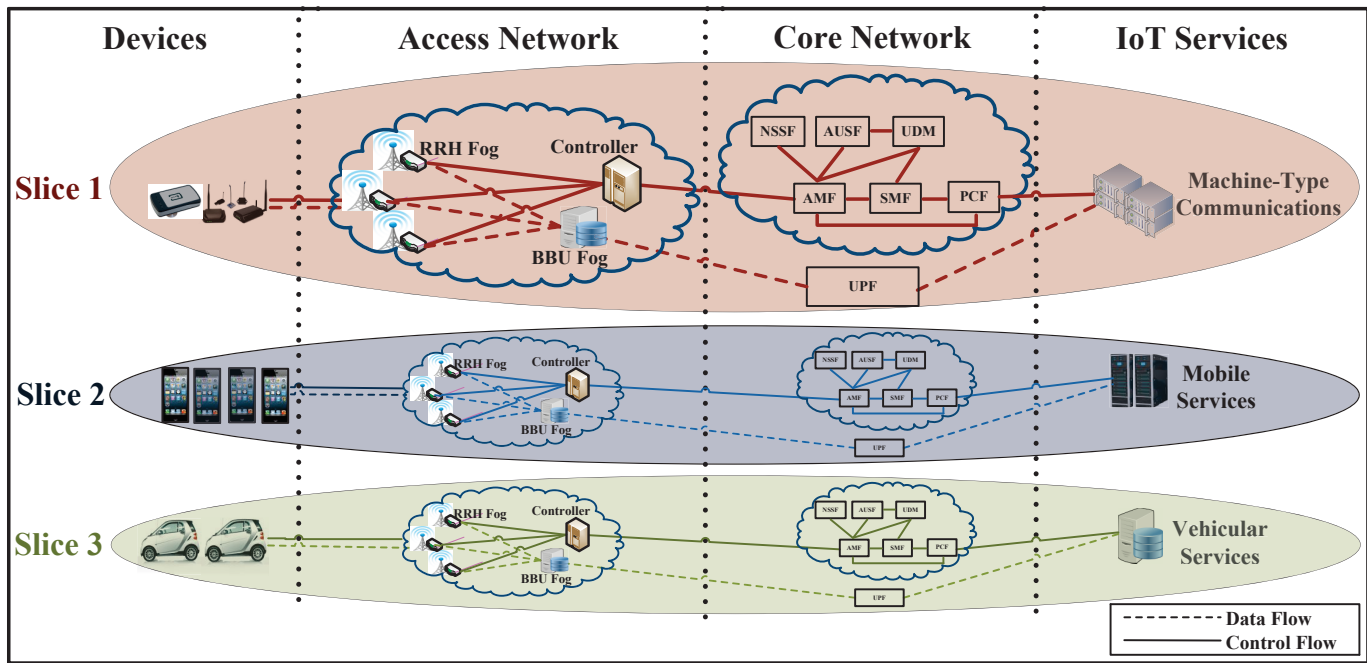 Devices
Access Network
Core Network
IoT Services
Slice 1
RRH Fog
Controller
BBU Fog
NSSF
AUSF
UDM
AMF
SMF
PCF
UPF
Machine-Type
Communications
Slice 2
RRH Fog
Controller
BBU Fog
NSSF
AUSF
UDM
AMF
SMF
PCF
UPF
Mobile
Services
Slice 3
RRH Fog
Controller
BBU Fog
NSSF
AUSF
UDM
AMF
SMF
PCF
UPF
Vehicular
Services
Data Flow
Control Flow